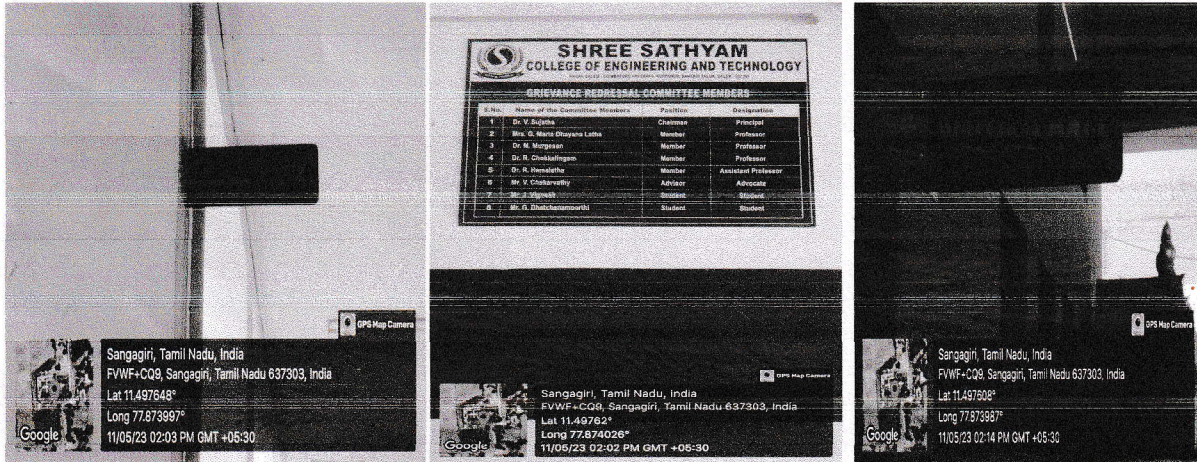 GPS Map Camera
Sangagiri, Tamil Nadu, India
FVWF+CQ9, Sangagiri, Tamil Nadu 637303, India
Lat 11.497648°
Long 77.873997°
11/05/23 02:03 PM GMT +05:30
Google
SHREE SATHYAM
COLLEGE OF ENGINEERING AND TECHNOLOGY
GRIEVANCE REDRESSAL COMMITTEE MEMBERS
S.No. Name of the Committee Members Position Designation
1 Dr. V. Sujatha Chairman Principal
2 Mrs. G. Maria Dhayana Latha Member Professor
3 Dr. M. Murgesan Member Professor
4 Dr. R. Chokkalingam Member Professor
5 Dr. R. Hemalatha Member Assistant Professor
6 Mr. V. Chakarvathy Advisor Advocate
Mr. J. Vignesh Student Student
8 Mr. G. Dhatchanamoorthi Student Student
GPS Map Camera
Sangagiri, Tamil Nadu, India
FVWF+CQ9, Sangagiri, Tamil Nadu 637303, India
Lat 11.49762°
Long 77.874026°
11/05/23 02:02 PM GMT +05:30
Google
GPS Map Camera
Sangagiri, Tamil Nadu, India
FVWF+CQ9, Sangagiri, Tamil Nadu 637303, India
Lat 11.497608°
Long 77.873987°
11/05/23 02:14 PM GMT +05:30
Google